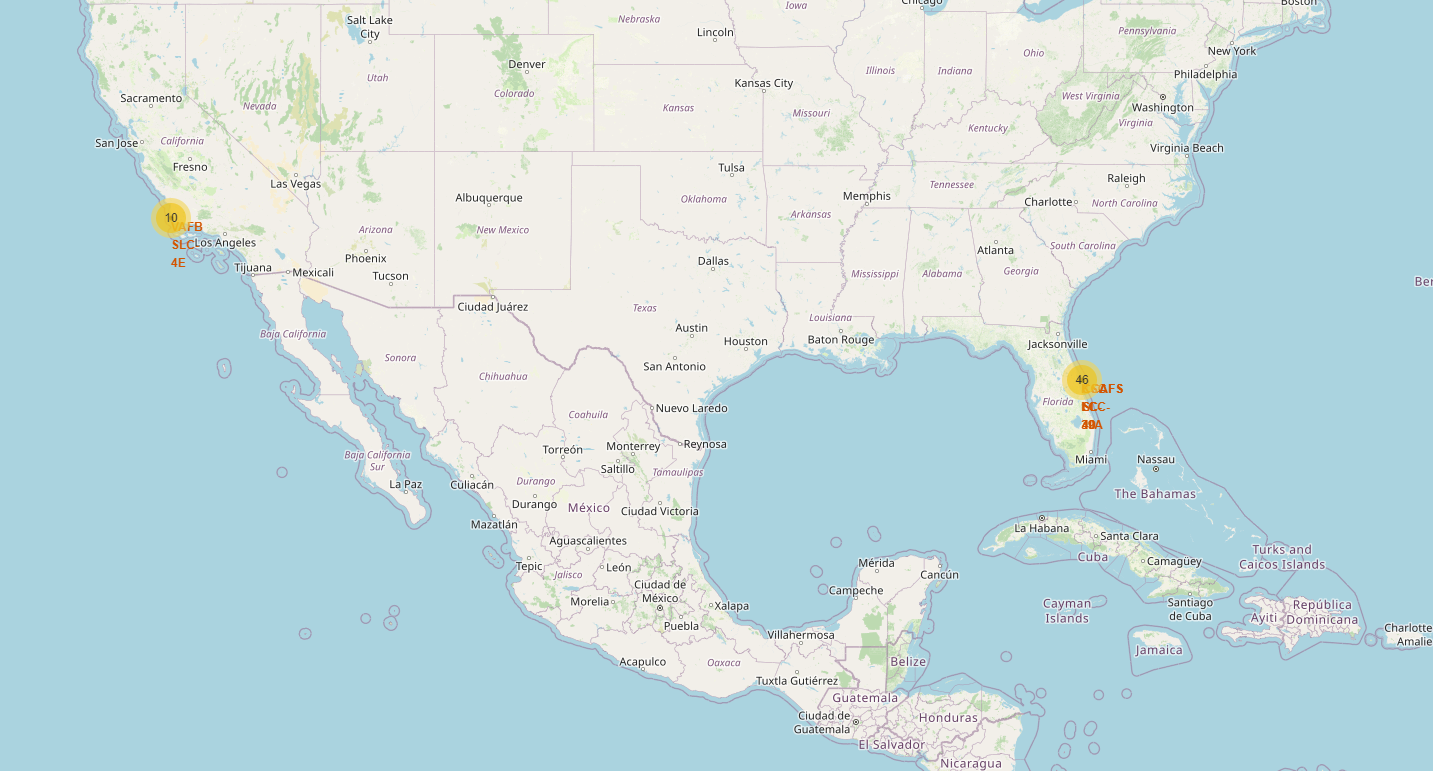 Iowa
Boston
Salt Lake
City
Nebraska
Lincoln
Pennsylvania
New York
Ohio
Denver
Utah
Illinois
Indiana
Philadelphia
Kansas City
Colorado
Sacramento
Nevada
Kansas
Missouri
West Virginia
Washington
Virginia
Kentucky
San Jose
California
Fresno
Tulsa
Virginia Beach
Las Vegas
Albuquerque
Oklahoma
Memphis
Tennessee
Raleigh
Charlotte
North Carolina
10
VAFB
SLC-
4E
Los Angeles
Arizona
New Mexico
Arkansas
Atlanta
South Carolina
Phoenix
Tijuana
Mexicali
Tucson
Dallas
Mississippi
Alabama
Georgia
Ciudad Juárez
Texas
Louisiana
Baja California
Austin
Houston
Baton Rouge
Jacksonville
Sonora
San Antonio
Chihuahua
46
Florida
Coahuila
Nuevo Laredo
Torreón
Monterrey
Reynosa
Baja California
Sur
Saltillo
Tamaulipas
Miami
Nassau
La Paz
Culiacán
Durango
Durango
México
Ciudad Victoria
The Bahamas
Mazatlán
La Habana
Santa Clara
Aguascalientes
Cuba
Camagüey
Turks and
Caicos Islands
Tepic
Jalisco
León
Mérida
Cancún
Ciudad de
México
Campeche
Morelia
Xalapa
Cayman
Islands
Santiago
de Cuba
Ayiti
República
Dominicana
Puebla
Villahermosa
Charlotte
Amalie
Jamaica
Acapulco
Oaxaca
Belize
Tuxtla Gutiérrez
Guatemala
Ciudad de
Guatemala
Honduras
El Salvador
Nicaragua